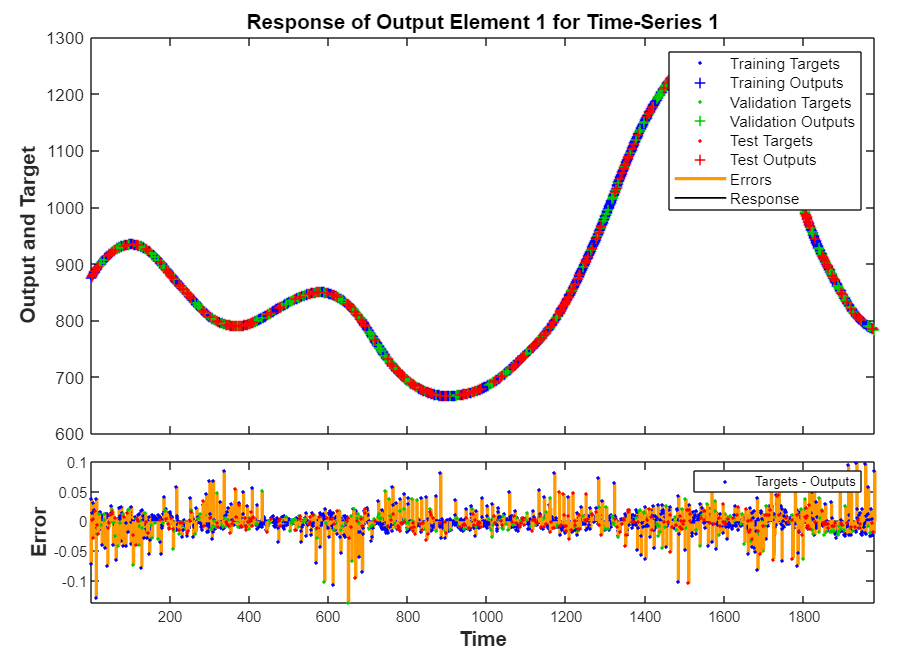 Response of Output Element 1 for Time-Series 1
1300
1200
1100
1000
900
800
700
600
Output and Target
Training Targets
Training Outputs
Validation Targets
Validation Outputs
Test Targets
Test Outputs
Errors
Response
0.1
0.05
0
-0.05
-0.1
Error
Targets - Outputs
200 400 600 800 1000 1200 1400 1600 1800
Time